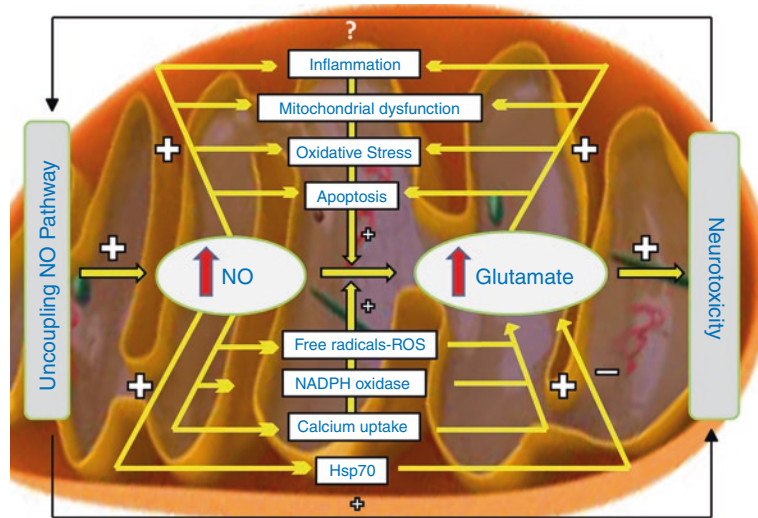 ?
Inflammation
Mitochondrial dysfunction
+
Oxidative Stress
+
Apoptosis
+
Uncoupling NO Pathway
+
NO
Glutamate
+
Neurotoxicity
+
Free radicals-ROS
+
NADPH oxidase
+
−
Calcium uptake
Hsp70
+